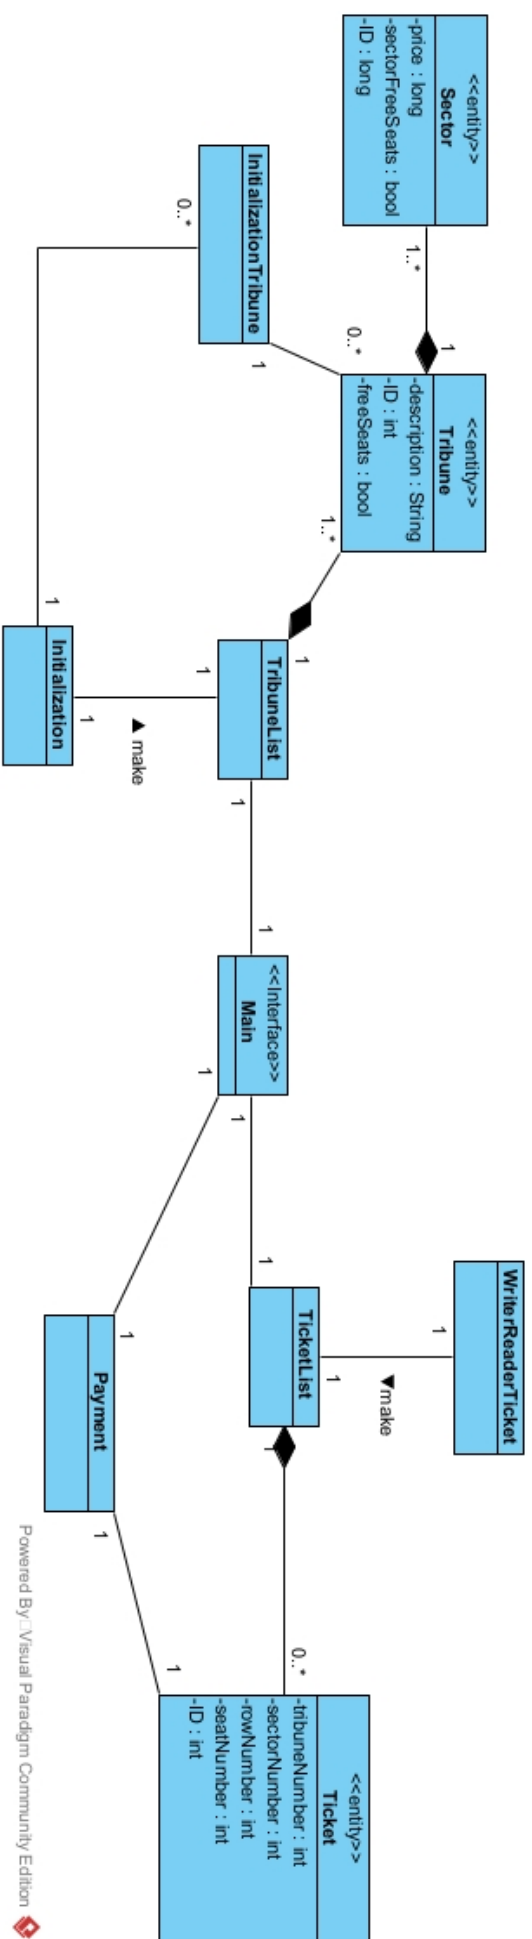 <<entity>>
Sector
-price : long
-sectorFreeSeats : bool
-ID : long
1..*
1
<<entity>>
Tribune
-description : String
-ID : int
-freeSeats : bool
0..*
1
InitializationTribune
0..*
1
1..*
1
TribuneList
1
1
▲ make
Initialization
1
1
<<Interface>>
Main
1
1
1
TicketList
1
▼make
1
WriterReaderTicket
1
0..*
1
Payment
1
1
<<entity>>
Ticket
-tribuneNumber : int
-sectorNumber : int
-rowNumber : int
-seatNumber : int
-ID : int
Powered By□Visual Paradigm Community Edition